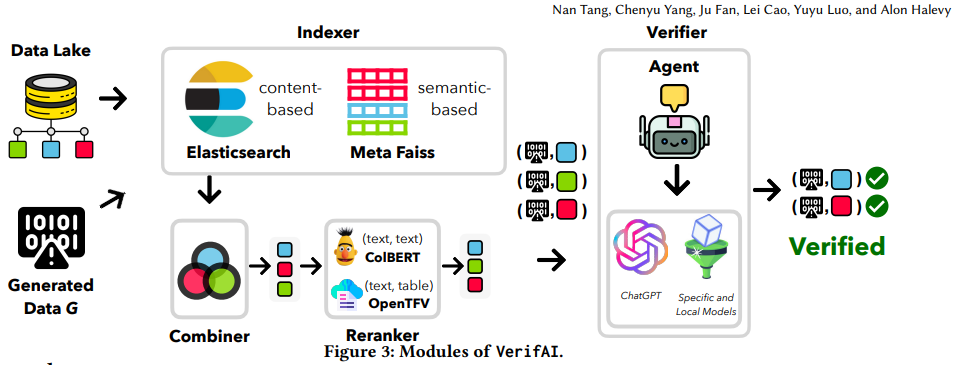 Nan Tang, Chenyu Yang, Ju Fan, Lei Cao, Yuyu Luo, and Alon Halevy
Indexer
Verifier
Data Lake
content-
based
semantic-
based
Elasticsearch
Meta Faiss
Agent
0101
0101
Generated
Data G
Combiner
(text, text)
ColBERT
(text, table)
OpenTFV
Reranker
( , )
( , )
( , )
ChatGPT
Specific and
Local Models
( , )
( , )
Verified
Figure 3: Modules of VerifAI.